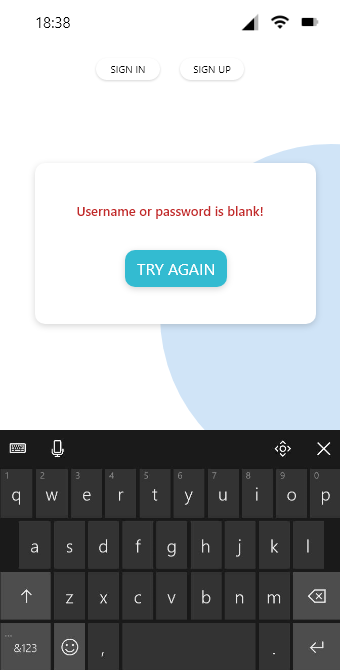 18:38
SIGN IN SIGN UP
Username or password is blank!
TRY AGAIN
1 2 3 4 5 6 7 8 9 0
q w e r t y u i o p
a s d f g h j k l
z x c v b n m
&123 , .